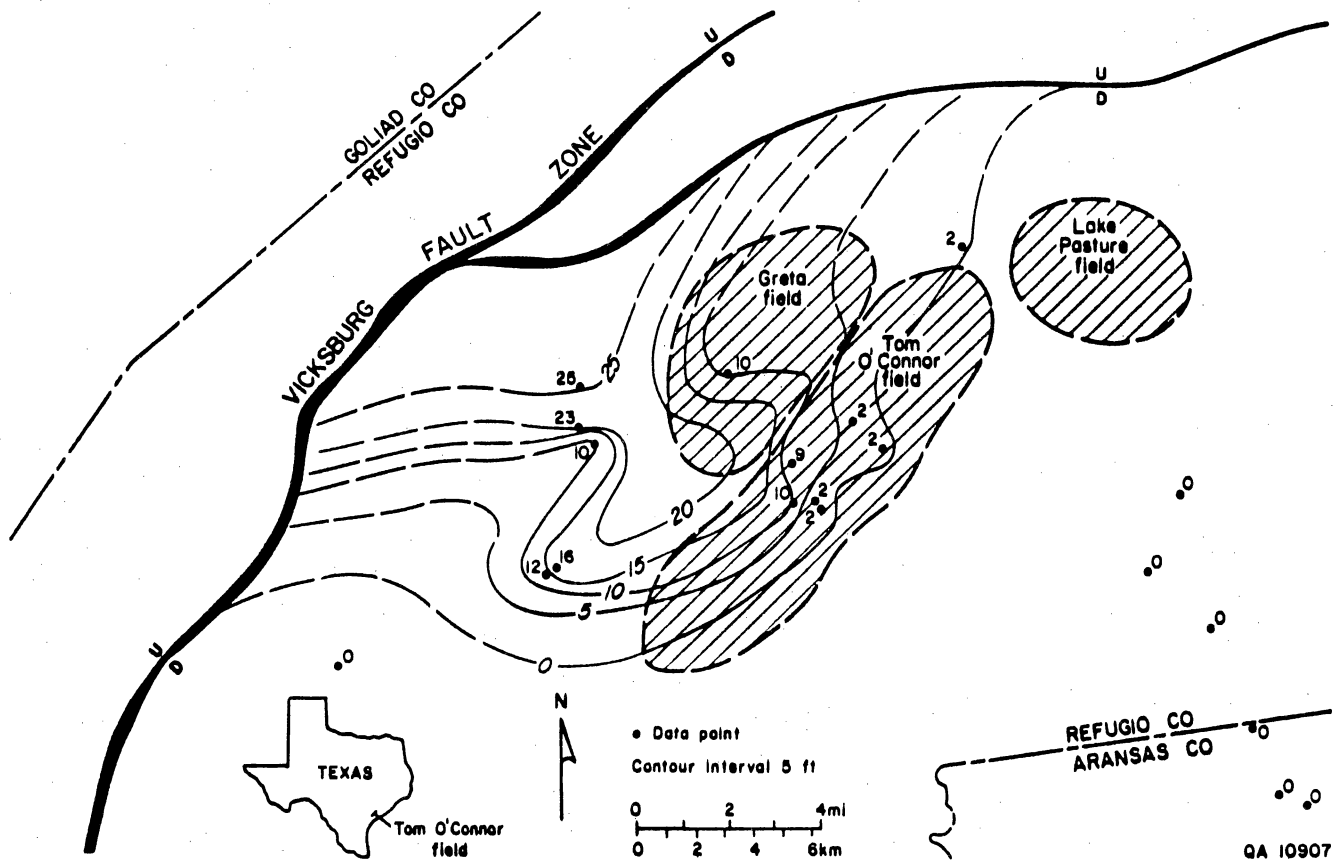 U
D
U
D
GOLIAD CO
REFUGIO CO
VICKSBURG FAULT ZONE
Lake
Pasture
field
Greta
field
2
Tom
O'Connor
field
25
25
10
23
10
2
2
9
10
2
2
20
16
12
15
10
5
0
0
0
0
0
U
D
N
• Data point
Contour interval 5 ft
0 2 4mi
0 2 4 6km
TEXAS
Tom O'Connor
field
REFUGIO CO
ARANSAS CO
0
0
0
QA 10907